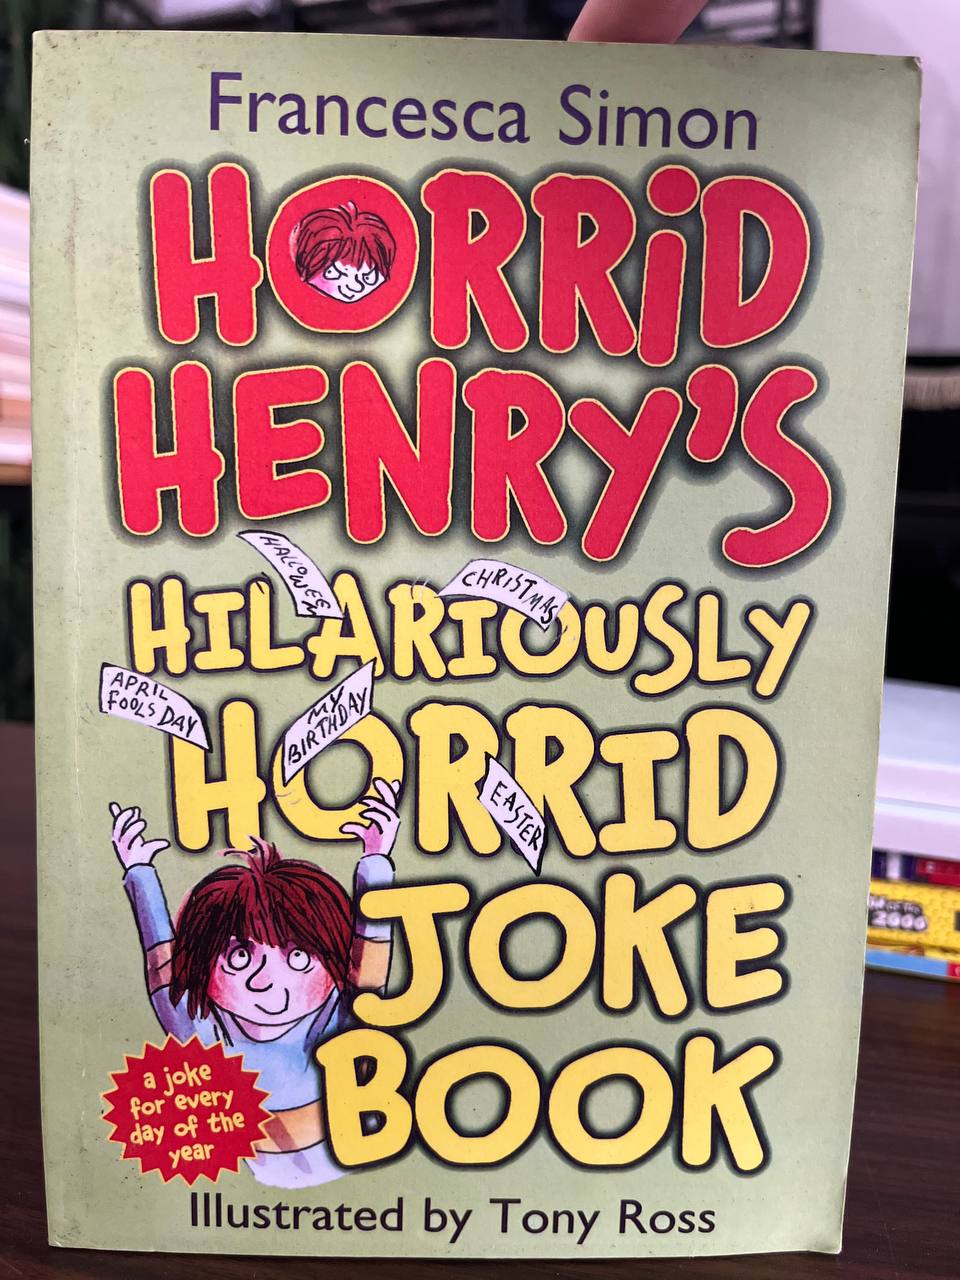 Francesca Simon
HORRiD
HENRY'S
HALLOWEEN
CHRISTMAS
HILARIOUSLY
APRIL
FOOLS DAY
MY
BIRTHDAY
HORRID
EASTER
JOKE
BOOK
a joke
for every
day of the
year
Illustrated by Tony Ross
2000